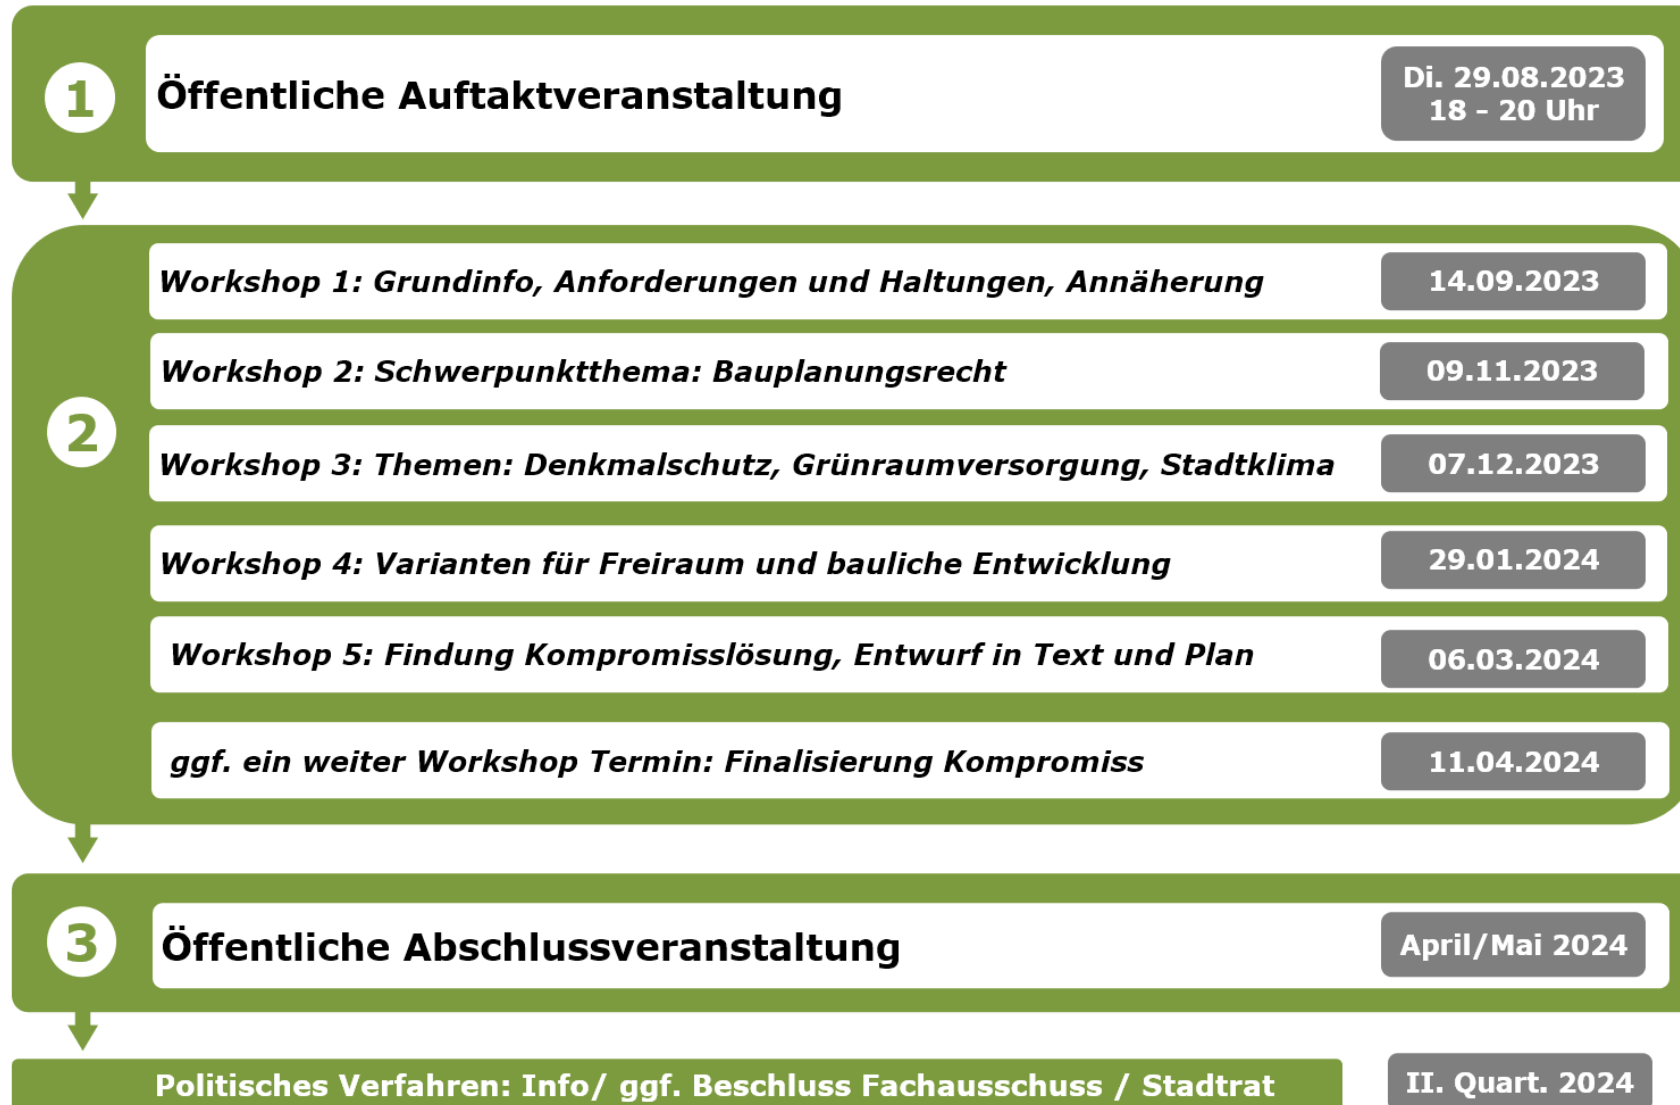 1
Öffentliche Auftaktveranstaltung
Di. 29.08.2023
18 – 20 Uhr
2
Workshop 1: Grundinfo, Anforderungen und Haltungen, Annäherung
14.09.2023
Workshop 2: Schwerpunktthema: Bauplanungsrecht
09.11.2023
Workshop 3: Themen: Denkmalschutz, Grünraumversorgung, Stadtklima
07.12.2023
Workshop 4: Varianten für Freiraum und bauliche Entwicklung
29.01.2024
Workshop 5: Findung Kompromisslösung, Entwurf in Text und Plan
06.03.2024
ggf. ein weiter Workshop Termin: Finalisierung Kompromiss
11.04.2024
3
Öffentliche Abschlussveranstaltung
April/Mai 2024
Politisches Verfahren: Info/ ggf. Beschluss Fachausschuss / Stadtrat
II. Quart. 2024